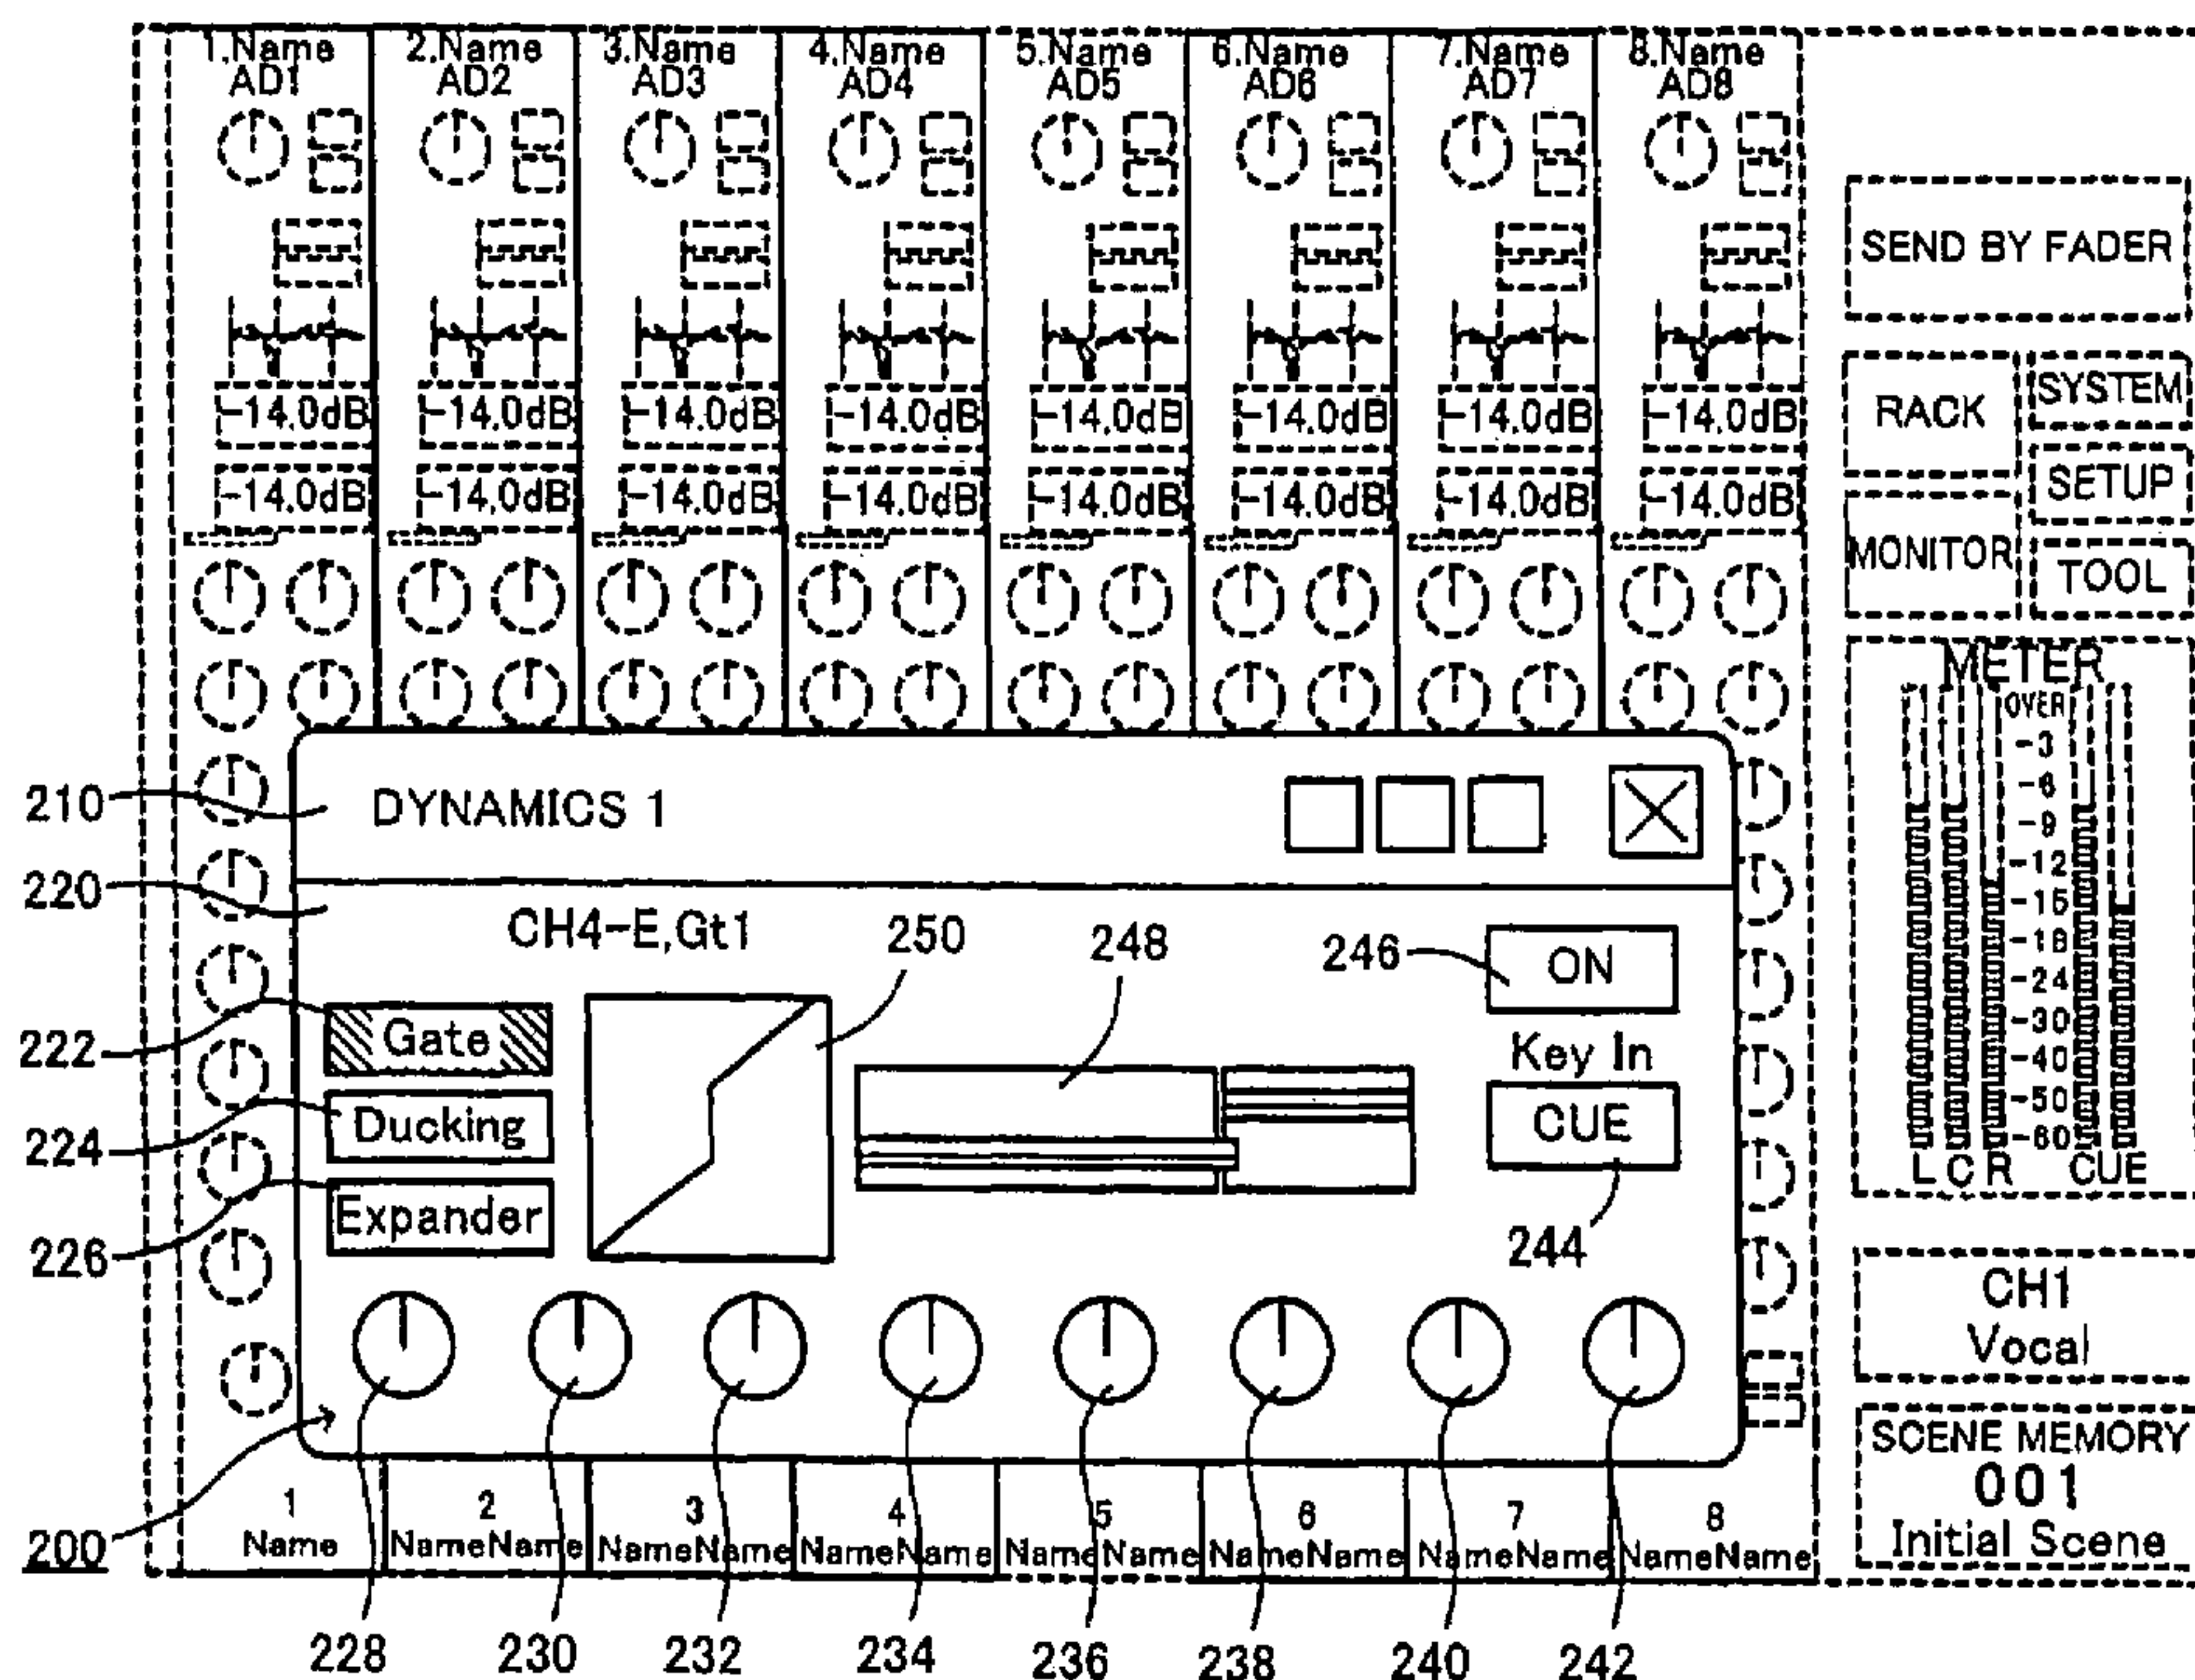 1.Name 2.Name 3.Name 4.Name 5.Name 6.Name 7.Name 8.Name
AD1 AD2 AD3 AD4 AD5 AD6 AD7 AD8
SEND BY FADER
-14.0dB -14.0dB -14.0dB -14.0dB -14.0dB -14.0dB -14.0dB -14.0dB
RACK SYSTEM
-14.0dB -14.0dB -14.0dB -14.0dB -14.0dB -14.0dB -14.0dB -14.0dB
SETUP
MONITOR TOOL
METER
OVER
-3
-6
-9
-12
-15
-18
-24
-30
-40
-50
-60
L C R CUE
210 DYNAMICS 1
220 CH4-E,Gt1 250 248 246 ON
222 Gate Key In
224 Ducking CUE
226 Expander 244
CH1
Vocal
SCENE MEMORY
001
Initial Scene
200
1 2 3 4 5 6 7 8
Name NameName NameName NameName NameName NameName NameName NameName
228 230 232 234 236 238 240 242